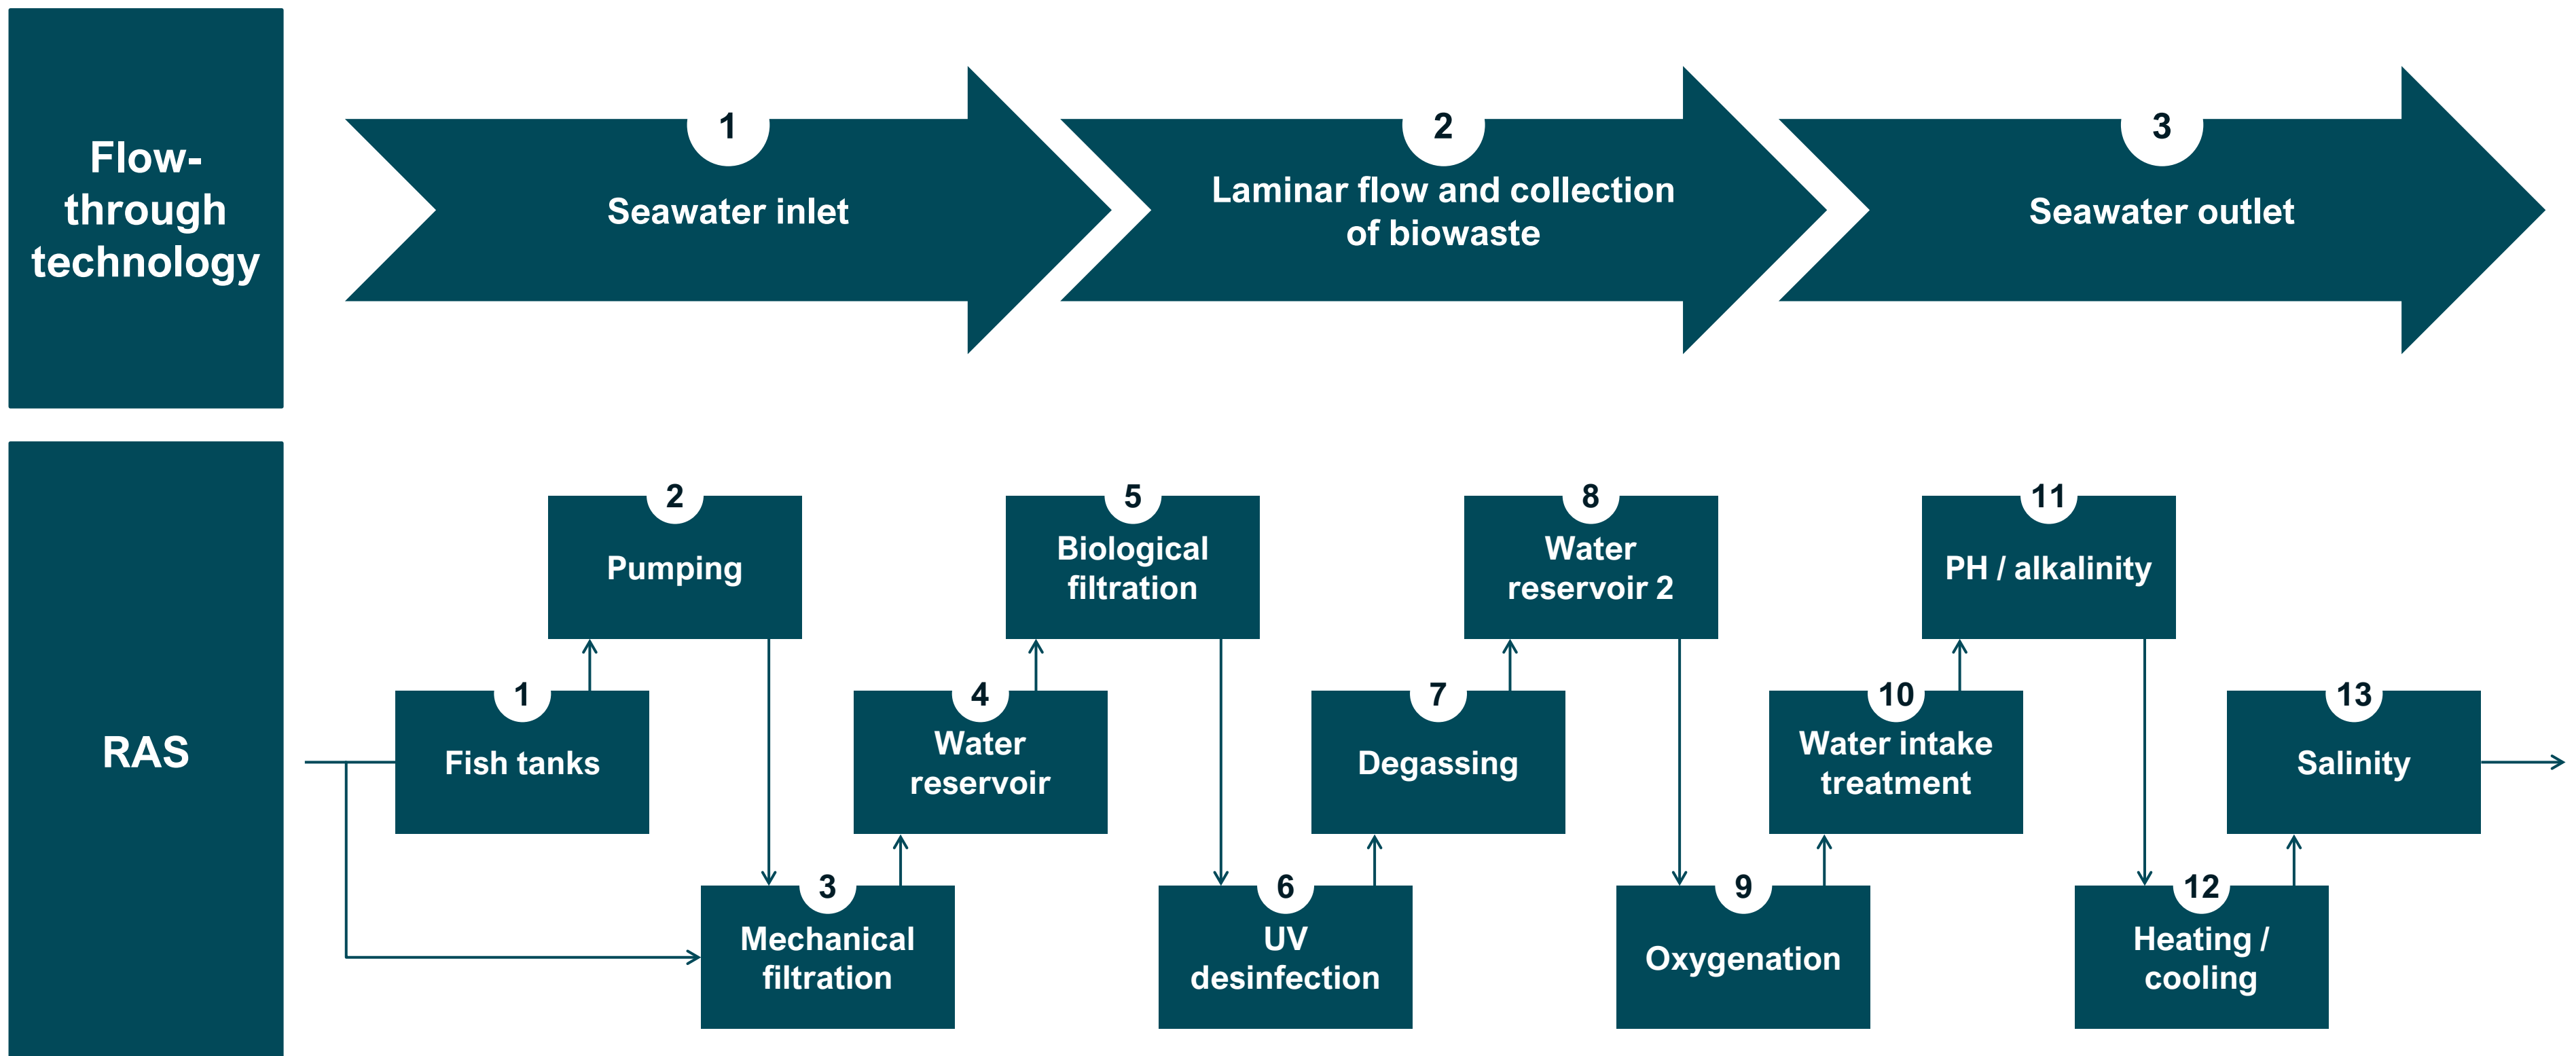 Flow-
through
technology
1
Seawater inlet
2
Laminar flow and collection
of biowaste
3
Seawater outlet
RAS
1
Fish tanks
2
Pumping
3
Mechanical
filtration
4
Water
reservoir
5
Biological
filtration
6
UV
desinfection
7
Degassing
8
Water
reservoir 2
9
Oxygenation
10
Water intake
treatment
11
PH / alkalinity
12
Heating /
cooling
13
Salinity